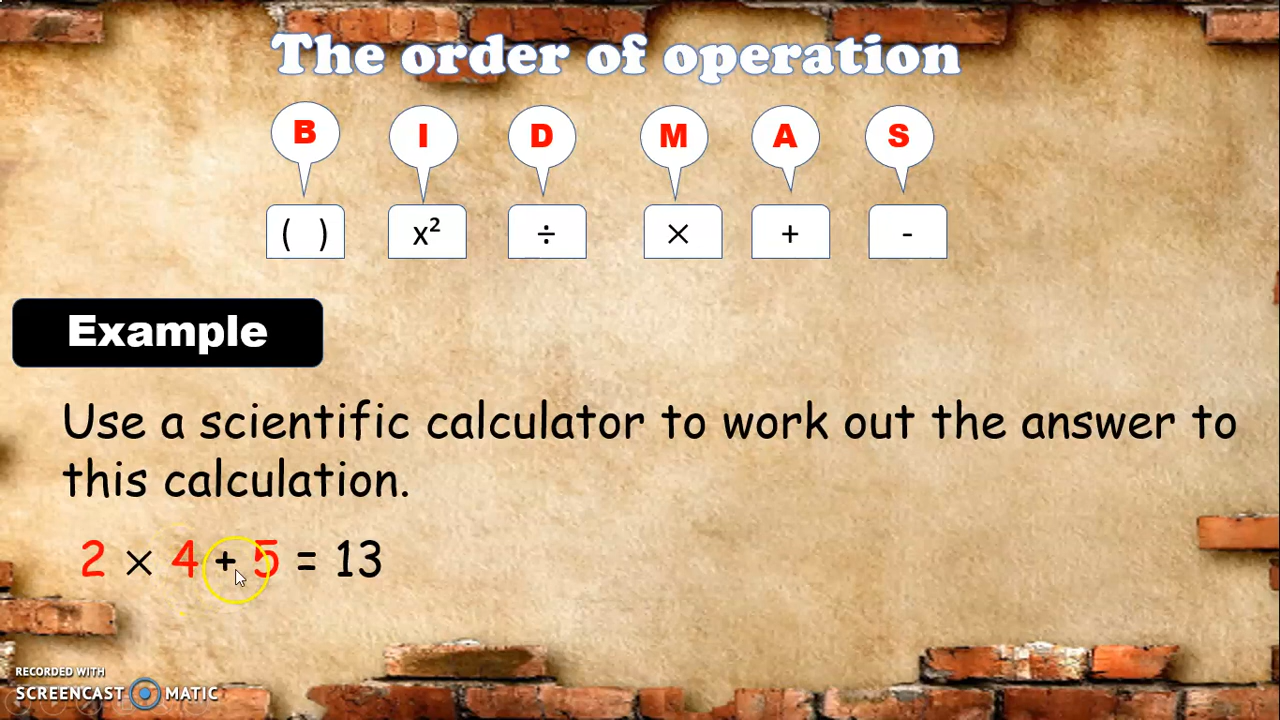 The order of operation
B I D M A S
( ) x² ÷ × + -
Example
Use a scientific calculator to work out the answer to
this calculation.
2 × 4 + 5 = 13
RECORDED WITH
SCREENCAST MATIC